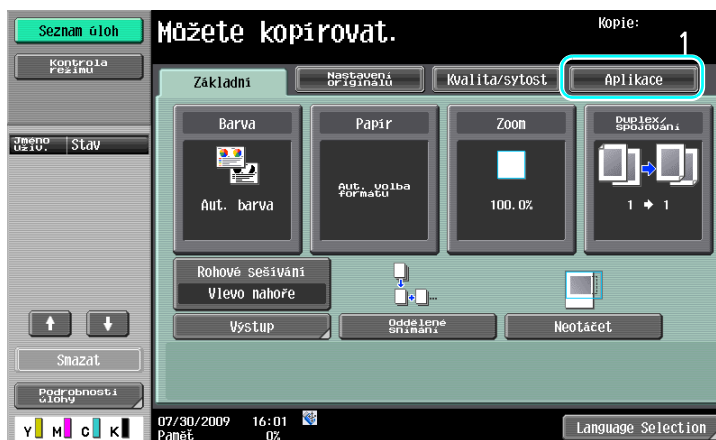 Seznam úloh
Můžete kopírovat.
Kopie:
1
Kontrola
režimu
Základní
Nastavení
originálu
Kvalita/sytost
Aplikace
Jméno
uživ.
Stav
Barva
Papír
Zoom
Duplex/
spojování
Aut. barva
Aut. volba
formátu
100.0%
1 → 1
Rohové sešívání
Vlevo nahoře
Výstup
Oddělené
snímání
Neotáčet
Smazat
Podrobnosti
úlohy
Y M C K
07/30/2009 16:01
Paměť 0%
Language Selection